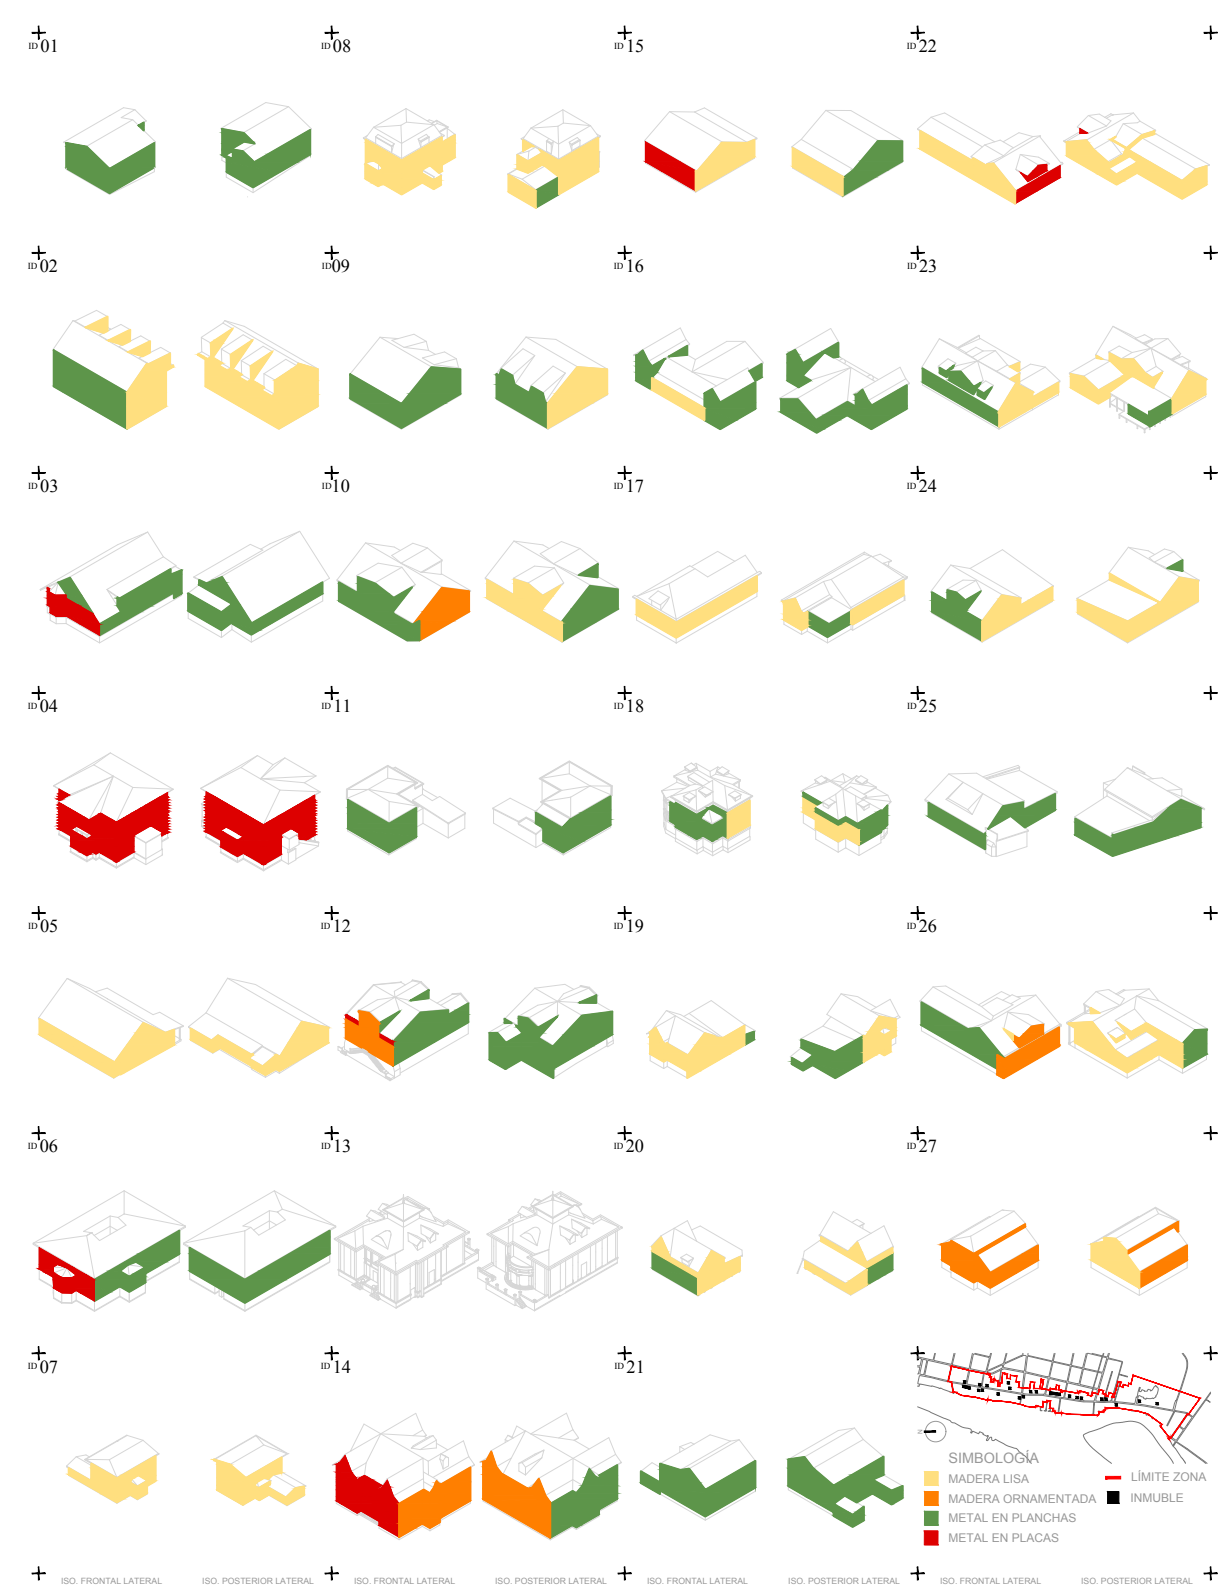 ID 01
ID 08
ID 15
ID 22
ID 02
ID 09
ID 16
ID 23
ID 03
ID 10
ID 17
ID 24
ID 04
ID 11
ID 18
ID 25
ID 05
ID 12
ID 19
ID 26
ID 06
ID 13
ID 20
ID 27
ID 07
ID 14
ID 21
N
SIMBOLOGÍA
MADERA LISA
MADERA ORNAMENTADA
METAL EN PLANCHAS
METAL EN PLACAS
LÍMITE ZONA
INMUBLE
ISO. FRONTAL LATERAL
ISO. POSTERIOR LATERAL
ISO. FRONTAL LATERAL
ISO. POSTERIOR LATERAL
ISO. FRONTAL LATERAL
ISO. POSTERIOR LATERAL
ISO. FRONTAL LATERAL
ISO. POSTERIOR LATERAL